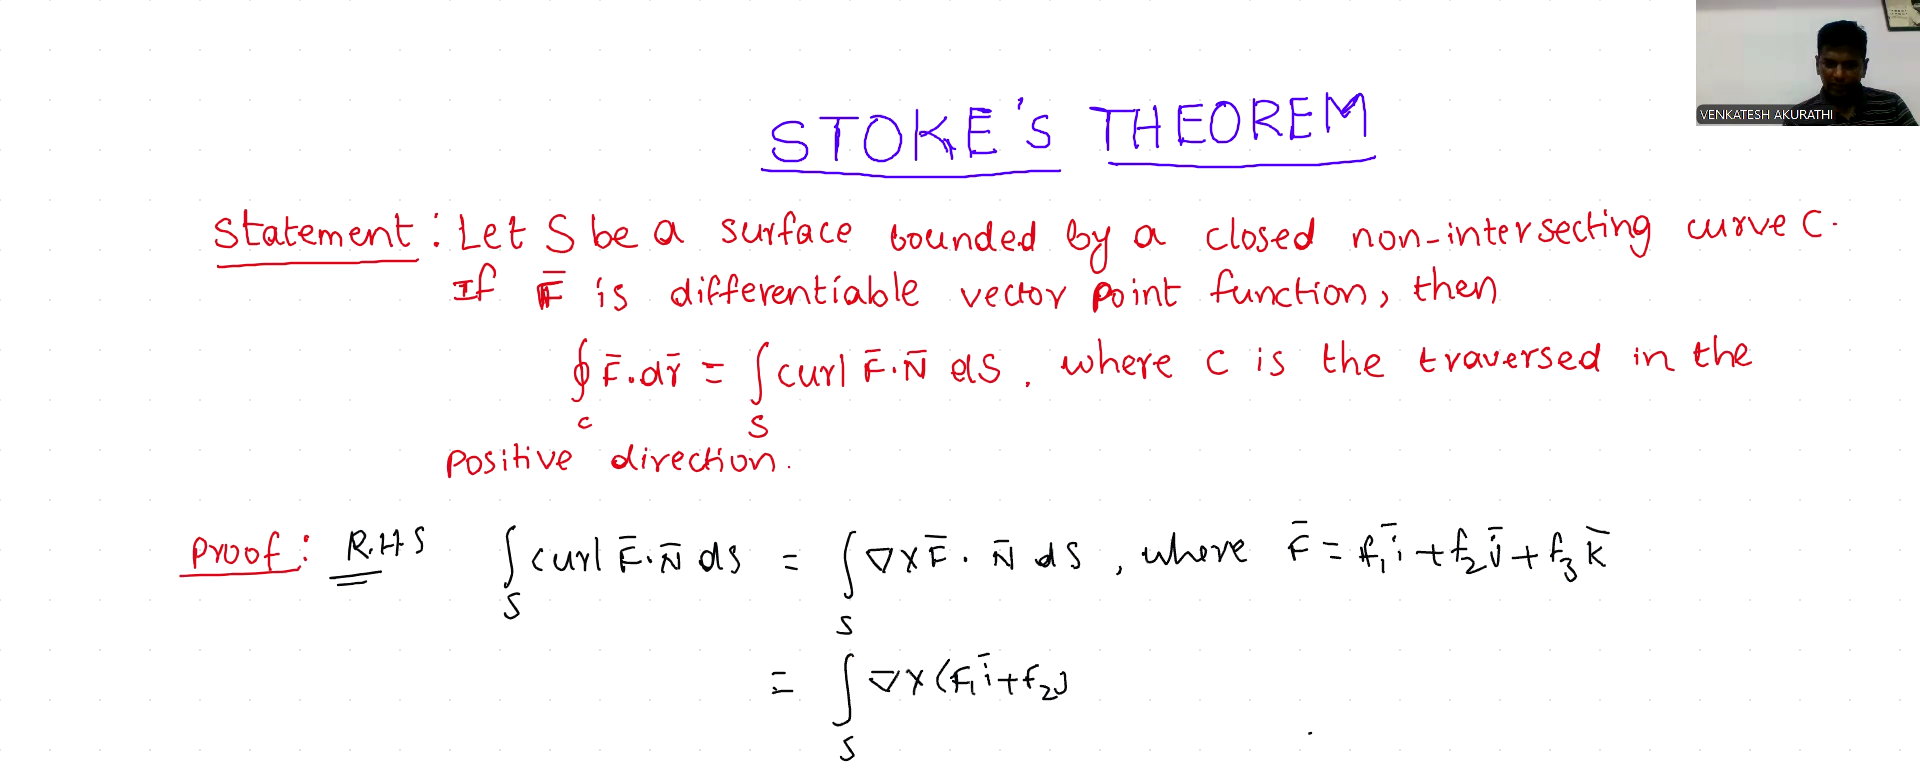 STOKE's THEOREM
VENKATESH AKURATHI
Statement: Let S be a surface bounded by a closed non-intersecting curve C.
If F̄ is differentiable vector point function, then
∮_c F̄.dr̄ = ∫_S curl F̄.N̄ ds, where C is the traversed in the
positive direction.
Proof: R.H.S ∫_S curl F̄.N̄ ds = ∫_S ∇×F̄. N̄ ds, where F̄ = f₁ī + f₂j̄ + f₃k̄
= ∫_S ∇×(f₁ī+f₂j